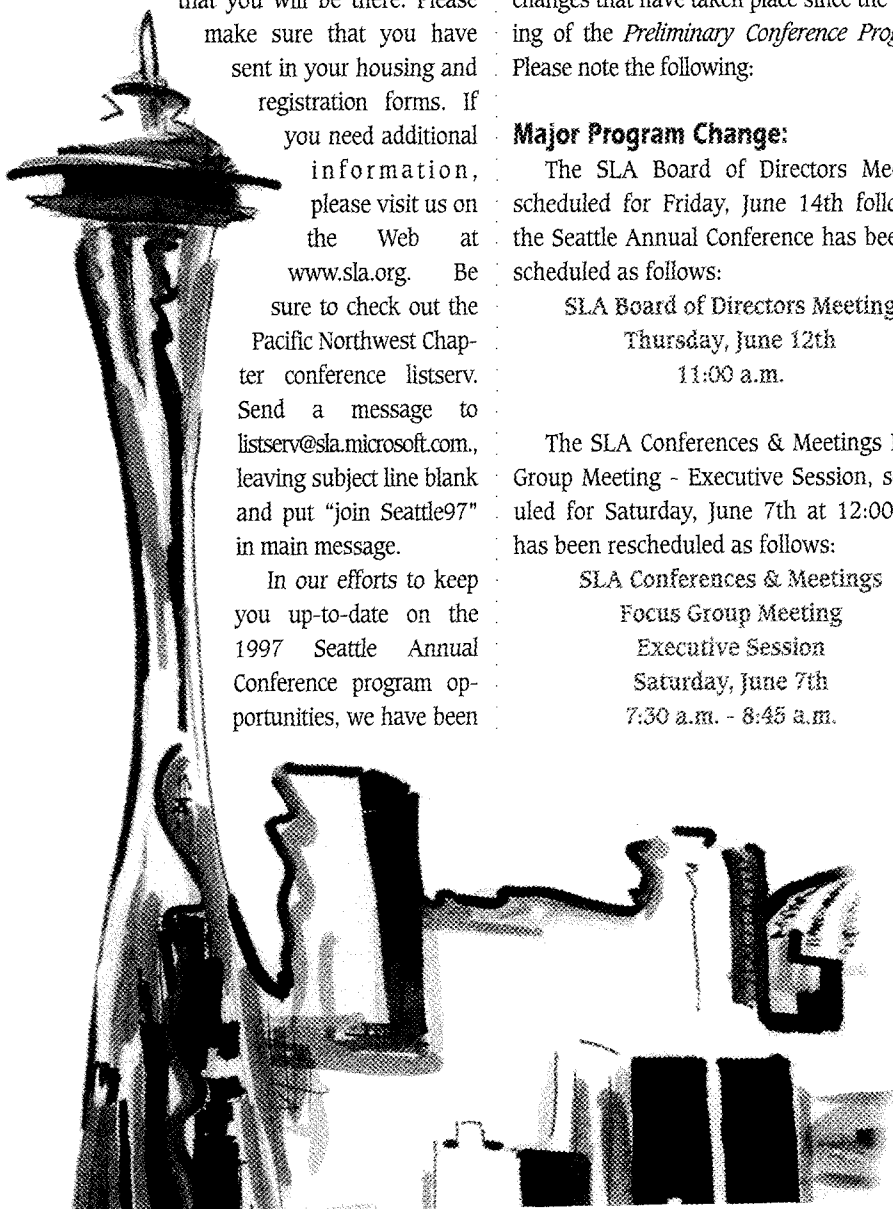 that you will be there. Please
make sure that you have
sent in your housing and
registration forms. If
you need additional
information,
please visit us on
the Web at
www.sla.org. Be
sure to check out the
Pacific Northwest Chap-
ter conference listserv.
Send a message to
listserv@sla.microsoft.com.,
leaving subject line blank
and put “join Seattle97”
in main message.
In our efforts to keep
you up-to-date on the
1997 Seattle Annual
Conference program op-
portunities, we have been
changes that have taken place since the
ing of the Preliminary Conference Prog
Please note the following:
Major Program Change:
The SLA Board of Directors Me
scheduled for Friday, June 14th follo
the Seattle Annual Conference has bee
scheduled as follows:
SLA Board of Directors Meeting
Thursday, June 12th
11:00 a.m.
The SLA Conferences & Meetings
Group Meeting - Executive Session, s
uled for Saturday, June 7th at 12:00
has been rescheduled as follows:
SLA Conferences & Meetings
Focus Group Meeting
Executive Session
Saturday, June 7th
7:30 a.m. - 8:45 a.m.